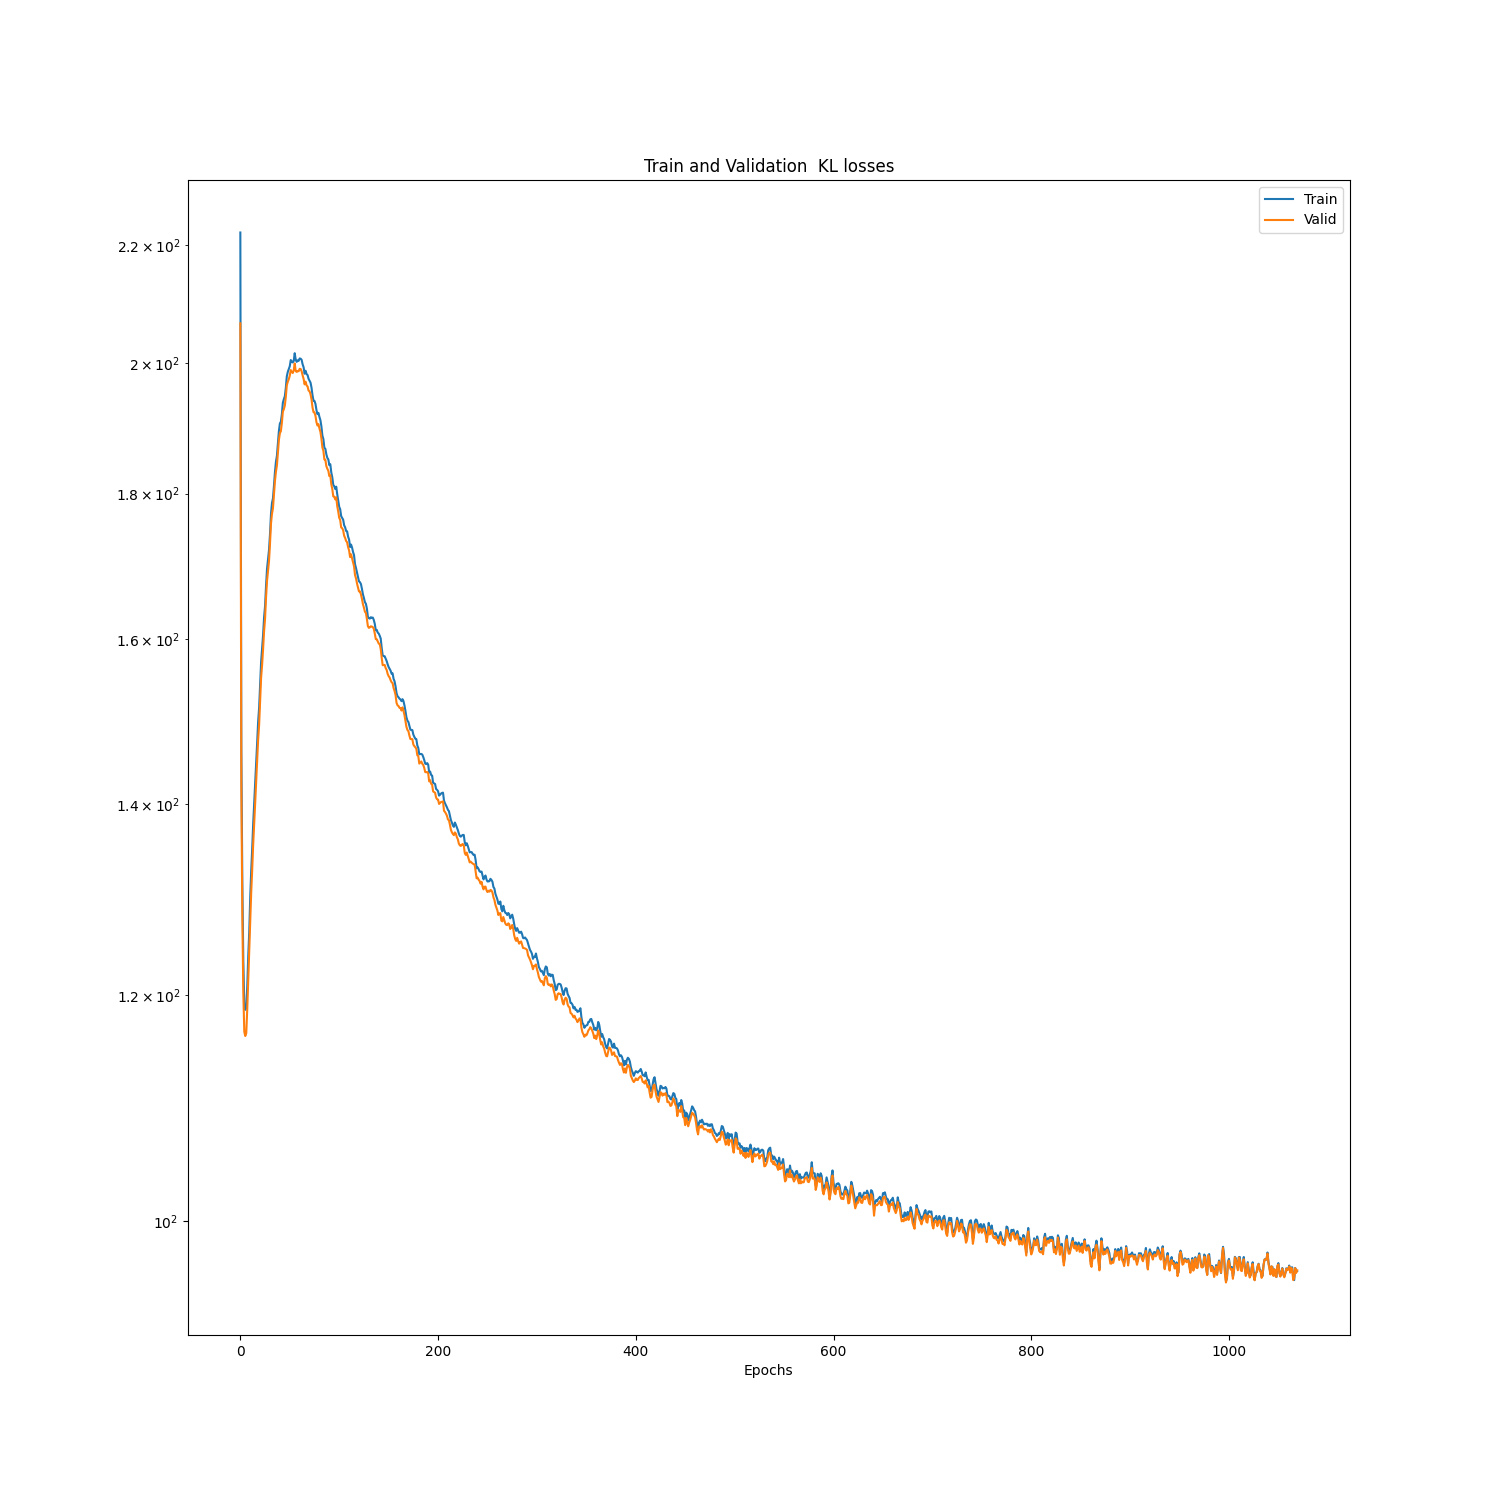 Train and Validation  KL losses
Train
Valid
2.2 × 10²
2 × 10²
1.8 × 10²
1.6 × 10²
1.4 × 10²
1.2 × 10²
10²
0 200 400 600 800 1000
Epochs